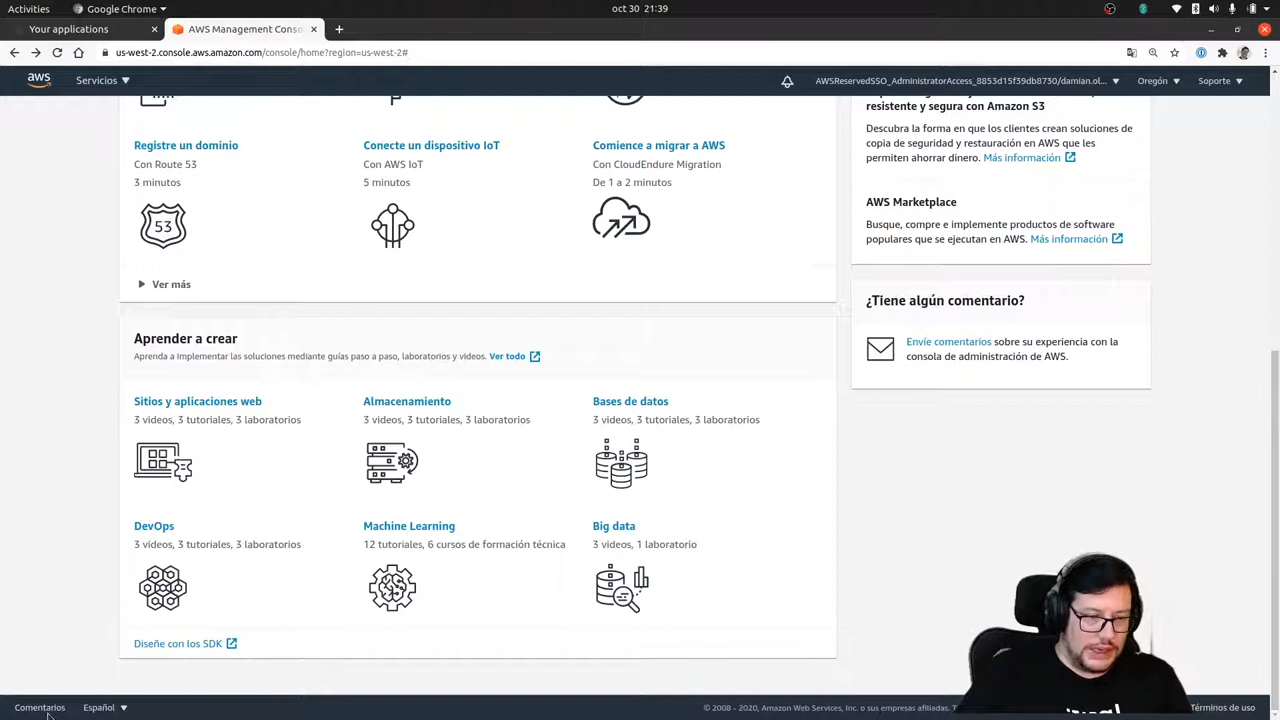 Activities
Google Chrome
oct 30 21:39
Your applications
AWS Management Conso
us-west-2.console.aws.amazon.com/console/home?region=us-west-2#
aws
Servicios
AWSReservedSSO_AdministratorAccess_8853d15f39db8730/damian.ol...
Oregón
Soporte
Registre un dominio
Con Route 53
3 minutos
53
Conecte un dispositivo IoT
Con AWS IoT
5 minutos
Comience a migrar a AWS
Con CloudEndure Migration
De 1 a 2 minutos
Ver más
resistente y segura con Amazon S3
Descubra la forma en que los clientes crean soluciones de
copia de seguridad y restauración en AWS que les
permiten ahorrar dinero. Más información
AWS Marketplace
Busque, compre e implemente productos de software
populares que se ejecutan en AWS. Más información
¿Tiene algún comentario?
Envíe comentarios sobre su experiencia con la
consola de administración de AWS.
Aprender a crear
Aprenda a implementar las soluciones mediante guías paso a paso, laboratorios y videos. Ver todo
Sitios y aplicaciones web
3 videos, 3 tutoriales, 3 laboratorios
Almacenamiento
3 videos, 3 tutoriales, 3 laboratorios
Bases de datos
3 videos, 3 tutoriales, 3 laboratorios
DevOps
3 videos, 3 tutoriales, 3 laboratorios
Machine Learning
12 tutoriales, 6 cursos de formación técnica
Big data
3 videos, 1 laboratorio
Diseñe con los SDK
Comentarios
Español
© 2008 - 2020, Amazon Web Services, Inc. o sus empresas afiliadas.
Términos de uso